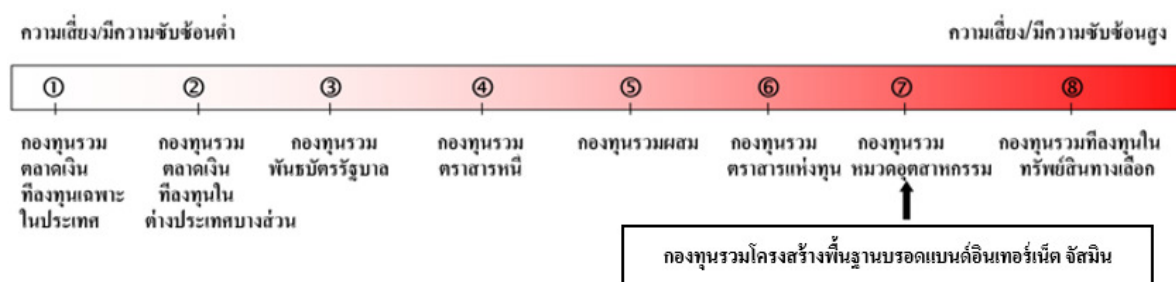 ความเสี่ยง/มีความซับซ้อนต่ำ
ความเสี่ยง/มีความซับซ้อนสูง
① ② ③ ④ ⑤ ⑥ ⑦ ⑧
กองทุนรวม
ตลาดเงิน
ที่ลงทุนเฉพาะ
ในประเทศ
กองทุนรวม
ตลาดเงิน
ที่ลงทุนใน
ต่างประเทศบางส่วน
กองทุนรวม
พันธบัตรรัฐบาล
กองทุนรวม
ตราสารหนี้
กองทุนรวมผสม
กองทุนรวม
ตราสารแห่งทุน
กองทุนรวม
หมวดอุตสาหกรรม
กองทุนรวมที่ลงทุนใน
ทรัพย์สินทางเลือก
กองทุนรวมโครงสร้างพื้นฐานบรอดแบนด์อินเทอร์เน็ต จัสมิน